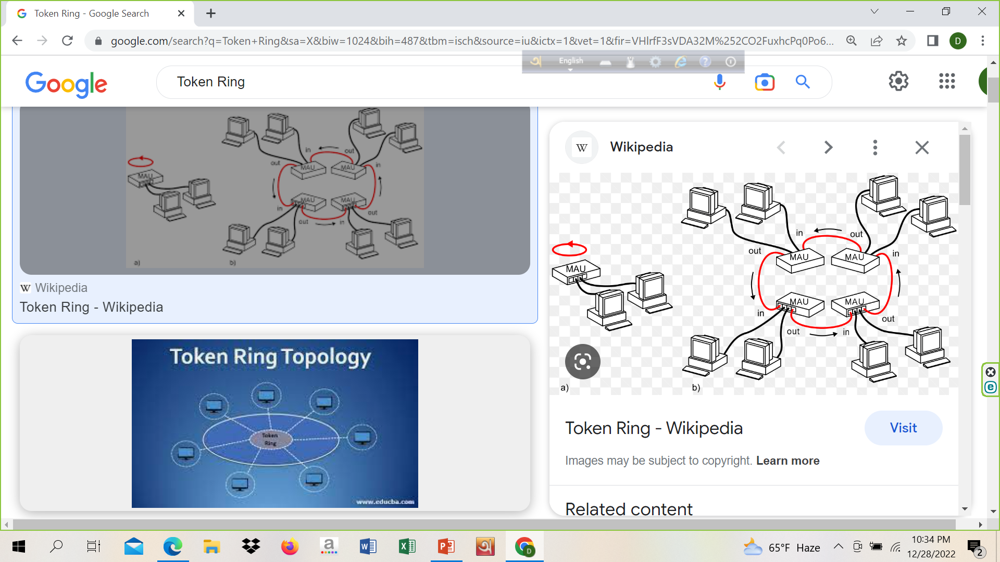 Token Ring - Google Search
google.com/search?q=Token+Ring&sa=X&biw=1024&bih=487&tbm=isch&source=iu&ictx=1&vet=1&fir=VHlrfF3sVDA32M%252CO2FuxhcPq0Po6...
D
অ English
Google
Token Ring
in
out
out
in
MAU
MAU
MAU
MAU
MAU
in
out
out
in
a)
b)
W Wikipedia
Token Ring - Wikipedia
Token Ring Topology
Token
Ring
www.educba.com
W Wikipedia
in
out
out
in
MAU
MAU
MAU
MAU
MAU
in
out
out
in
a)
b)
Token Ring - Wikipedia
Visit
Images may be subject to copyright. Learn more
Related content
65°F Haze
10:34 PM
12/28/2022
2